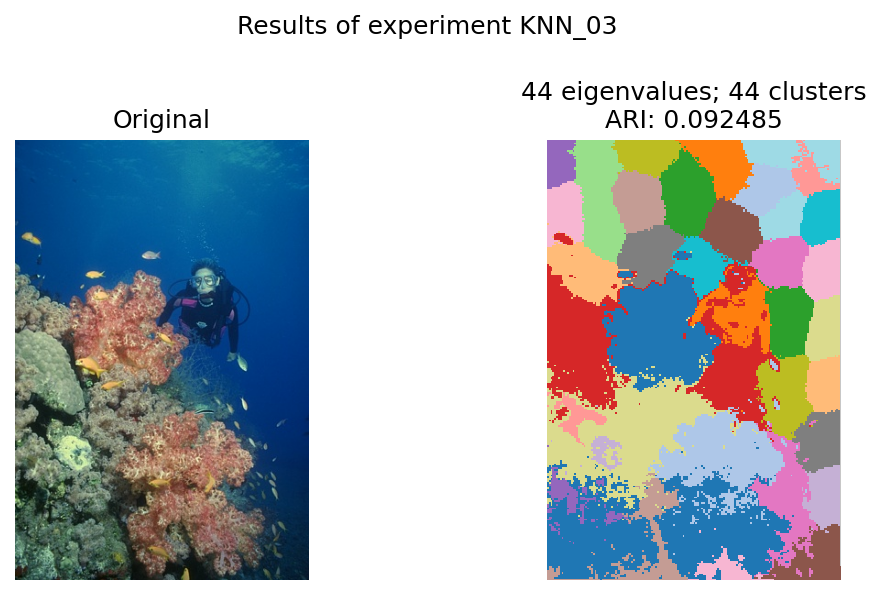 Results of experiment KNN_03
Original
44 eigenvalues; 44 clusters
ARI: 0.092485